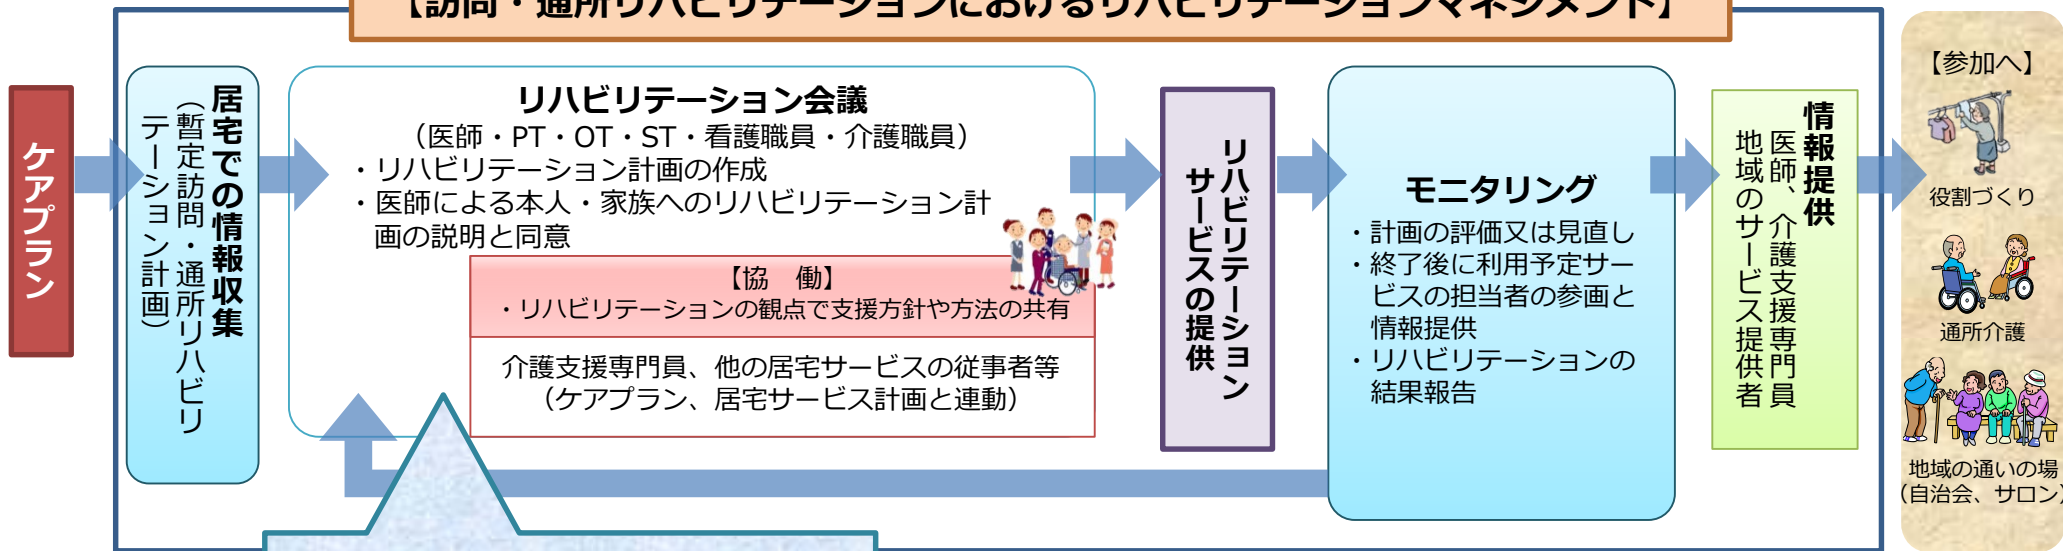 【訪問・通所リハビリテーションにおけるリハビリテーションマネジメント】
ケアプラン
居宅での情報収集
（暫定訪問・通所リハビリ
テーション計画）
リハビリテーション会議
（医師・PT・OT・ST・看護職員・介護職員）
・リハビリテーション計画の作成
・医師による本人・家族へのリハビリテーション計
画の説明と同意
【協　働】
・リハビリテーションの観点で支援方針や方法の共有
介護支援専門員、他の居宅サービスの従事者等
（ケアプラン、居宅サービス計画と連動）
リハビリテーション
サービスの提供
モニタリング
・計画の評価又は見直し
・終了後に利用予定サー
ビスの担当者の参画と
情報提供
・リハビリテーションの
結果報告
情報提供
医師、介護支援専門員
地域のサービス提供者
【参加へ】
役割づくり
通所介護
地域の通いの場
（自治会、サロン）